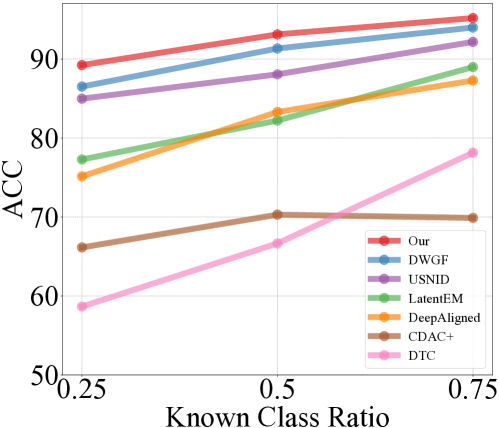 90
80
70
60
50
ACC
0.25
0.5
0.75
Known Class Ratio
Our
DWGF
USNID
LatentEM
DeepAligned
CDAC+
DTC